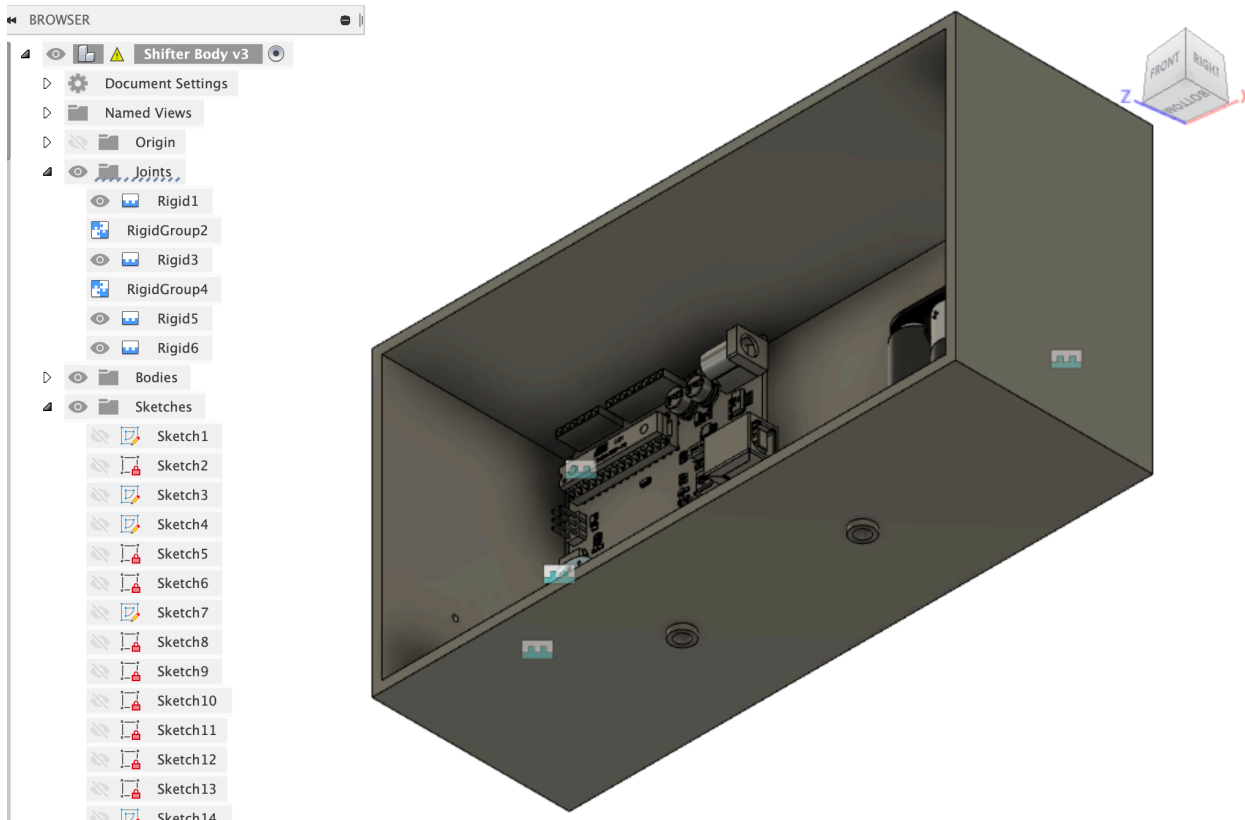 BROWSER
Shifter Body v3
Document Settings
Named Views
Origin
Joints
Rigid1
RigidGroup2
Rigid3
RigidGroup4
Rigid5
Rigid6
Bodies
Sketches
Sketch1
Sketch2
Sketch3
Sketch4
Sketch5
Sketch6
Sketch7
Sketch8
Sketch9
Sketch10
Sketch11
Sketch12
Sketch13
Sketch14
FRONT
RIGHT
BOTTOM
Z
X